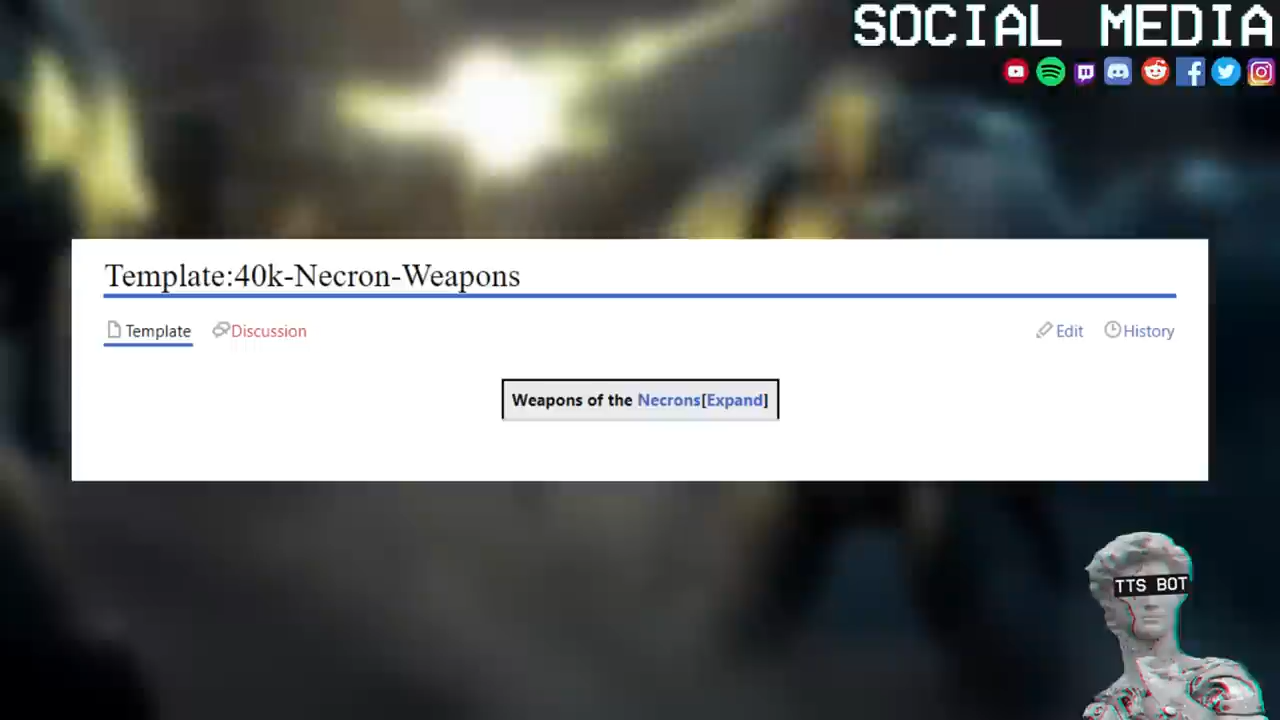 SOCIAL MEDIA
Template:40k-Necron-Weapons
Template Discussion Edit History
Weapons of the Necrons[Expand]
TTS BOT